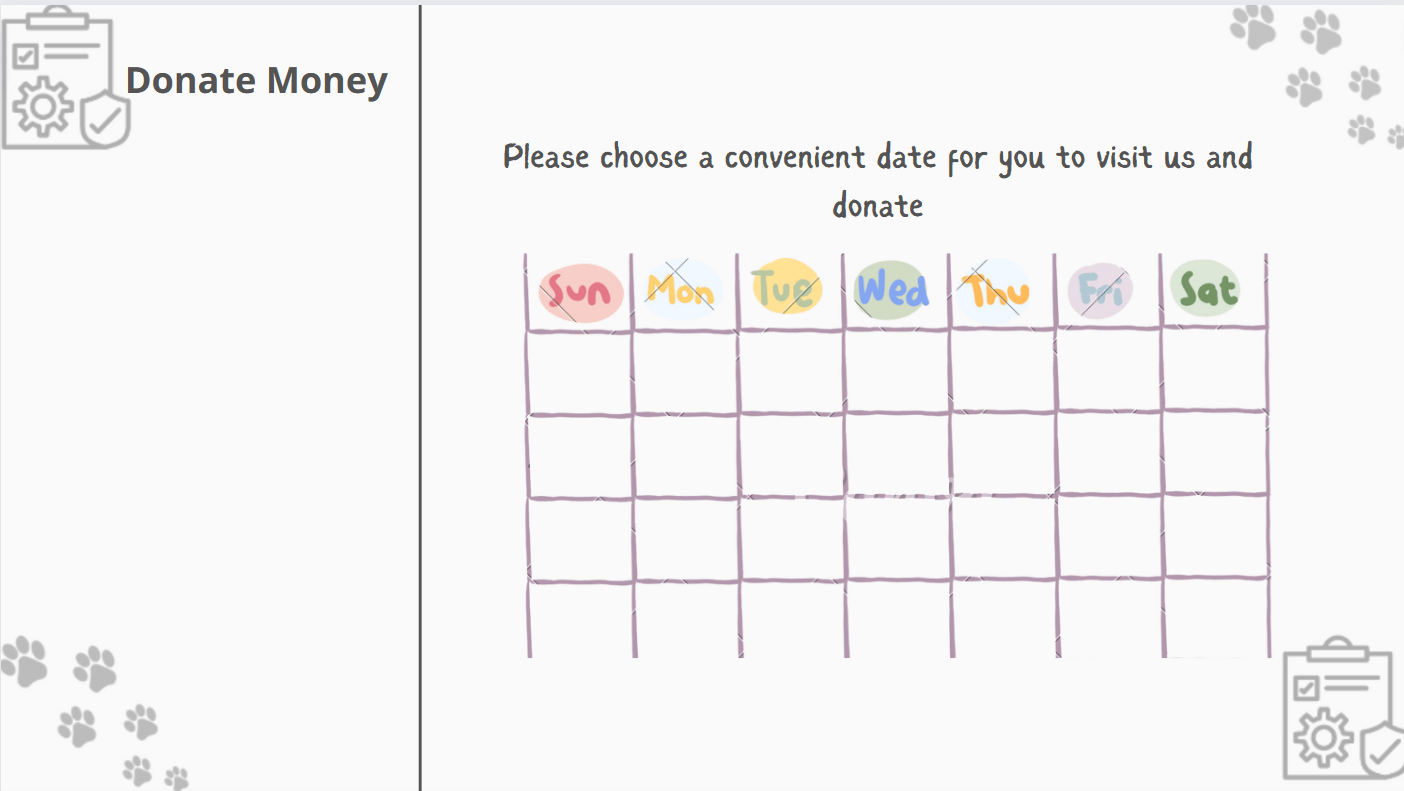 Donate Money
Please choose a convenient date for you to visit us and
donate
Sun Mon Tue Wed Thu Fri Sat